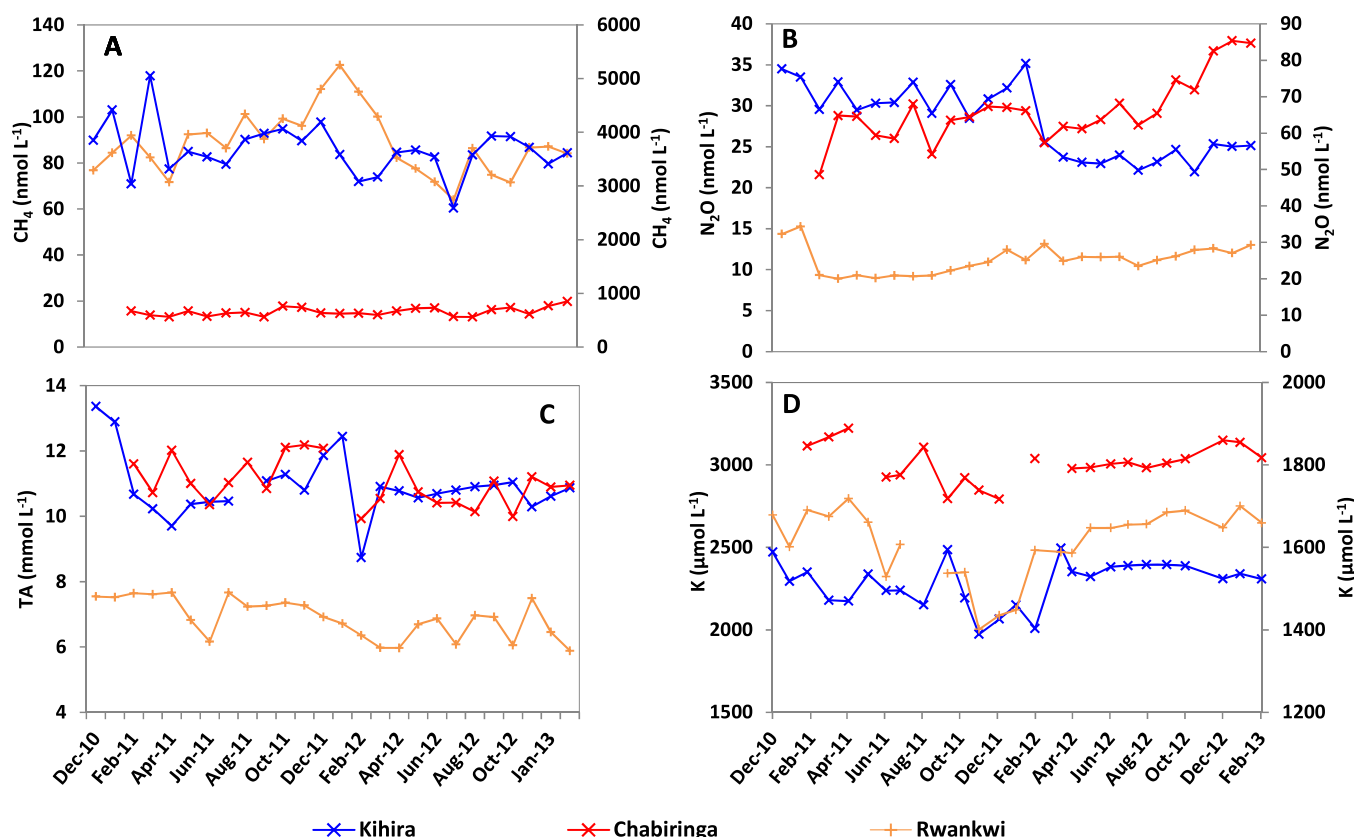 A
140
120
100
80
60
40
20
0
CH4 (nmol L-1)
6000
5000
4000
3000
2000
1000
0
CH4 (nmol L-1)
B
40
35
30
25
20
15
10
5
0
N2O (nmol L-1)
90
80
70
60
50
40
30
20
10
0
N2O (nmol L-1)
C
14
12
10
8
6
4
TA (nmol L-1)
Dec-10
Feb-11
Apr-11
Jun-11
Aug-11
Oct-11
Dec-11
Feb-12
Apr-12
Jun-12
Aug-12
Oct-12
Jan-13
D
3500
3000
2500
2000
1500
K (µmol L-1)
2000
1800
1600
1400
1200
K (µmol L-1)
Dec-10
Feb-11
Apr-11
Jun-11
Aug-11
Oct-11
Dec-11
Feb-12
Apr-12
Jun-12
Aug-12
Oct-12
Dec-12
Feb-13
Kihira
Chabiringa
Rwankwi